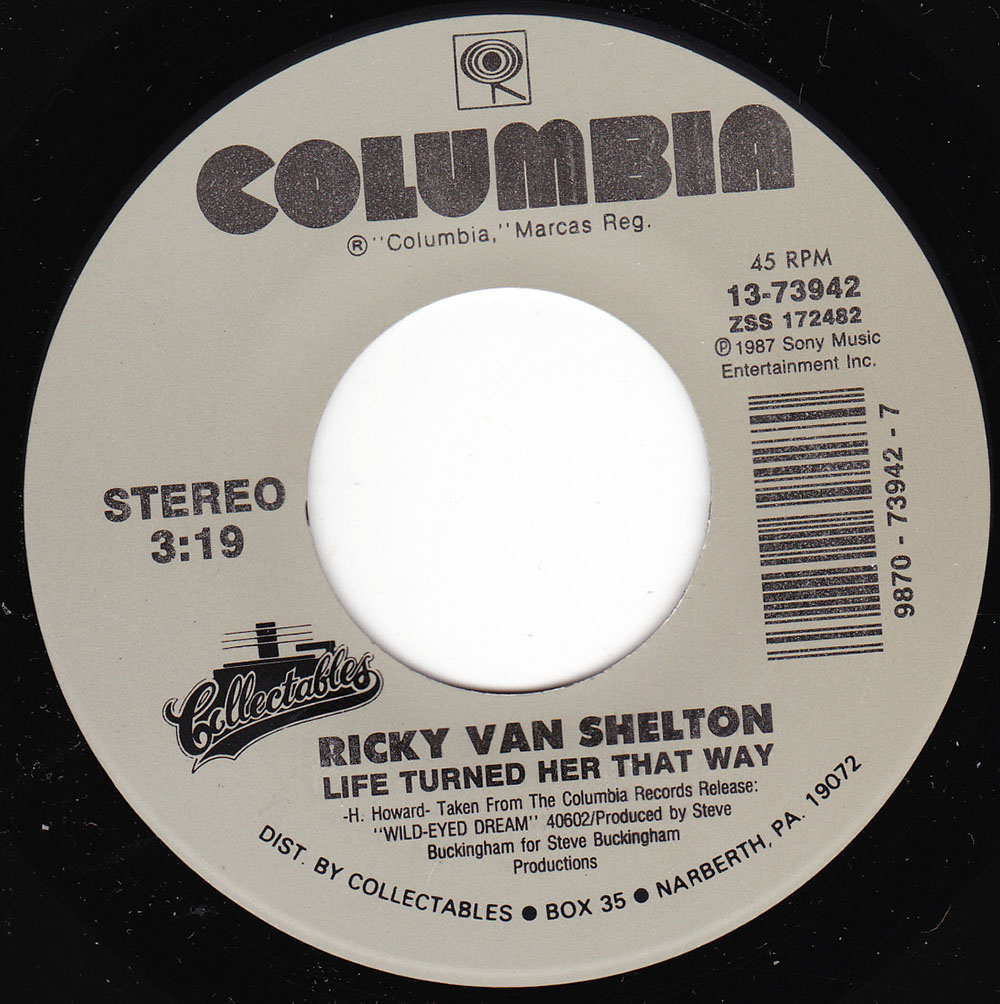 COLUMBIA
® "Columbia," Marcas Reg.
45 RPM
13-73942
ZSS 172482
℗ 1987 Sony Music
Entertainment Inc.
9870 - 73942 - 7
STEREO
3:19
Collectables
RICKY VAN SHELTON
LIFE TURNED HER THAT WAY
-H. Howard- Taken From The Columbia Records Release:
"WILD-EYED DREAM" 40602/Produced by Steve
Buckingham for Steve Buckingham
Productions
DIST. BY COLLECTABLES ● BOX 35 ● NARBERTH, PA. 19072